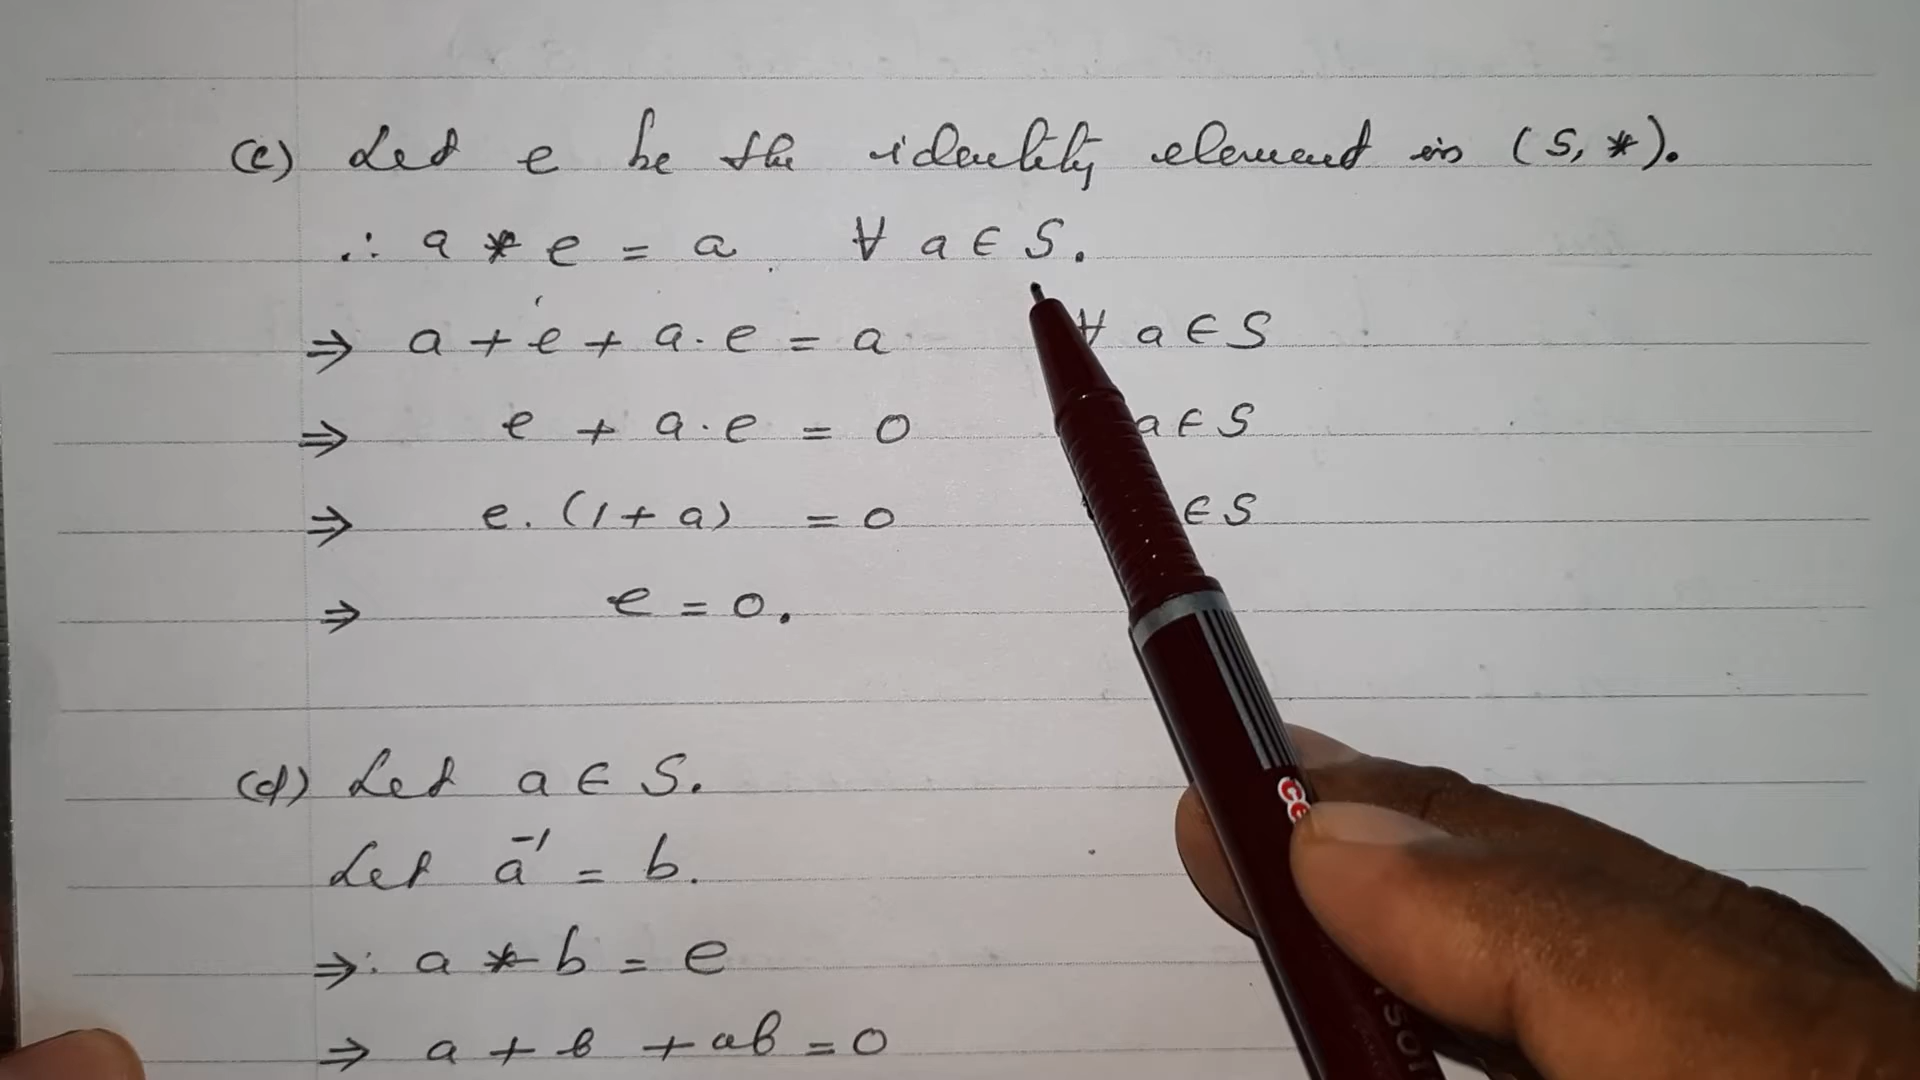 (c) Let e be the identity element in (S, *).
∴ a * e = a ∀ a ∈ S.
⇒ a + e + a.e = a ∀ a ∈ S
⇒ e + a.e = 0 a ∈ S
⇒ e.(1+a) = 0 ∈ S
⇒ e = 0.
(d) Let a ∈ S.
Let a⁻¹ = b.
⇒: a * b = e
⇒ a + b + ab = 0